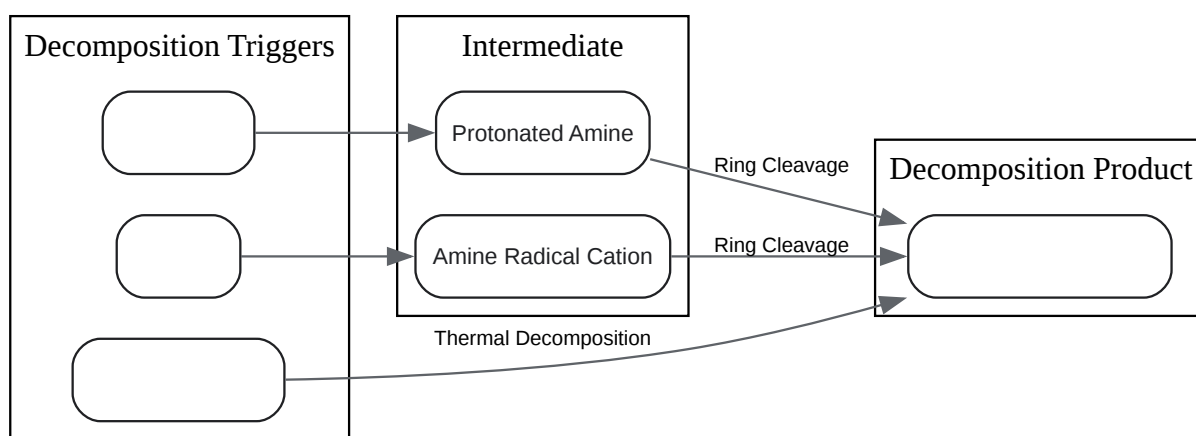 Decomposition Triggers
Intermediate
Protonated Amine
Ring Cleavage
Decomposition Product
Amine Radical Cation
Ring Cleavage
Thermal Decomposition